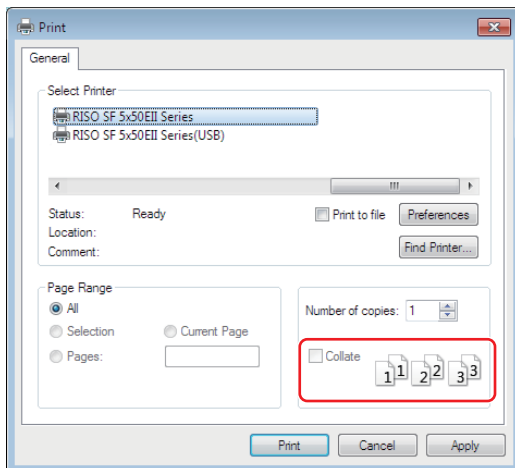 Print
General
Select Printer
RISO SF 5x50EII Series
RISO SF 5x50EII Series(USB)
Status: Ready Print to file Preferences
Location:
Comment: Find Printer...
Page Range
All Number of copies: 1
Selection Current Page
Pages: Collate 1 1 2 2 3 3
Print Cancel Apply